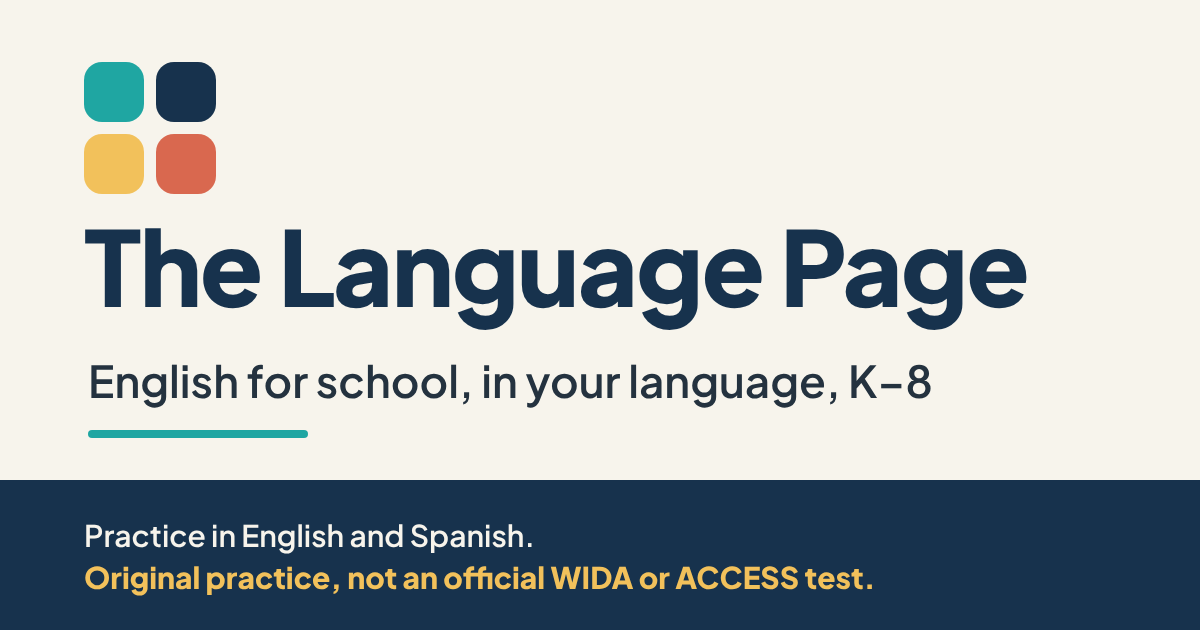 The Language Page
English for school, in your language, K–8
Practice in English and Spanish.
Original practice, not an official WIDA or ACCESS test.